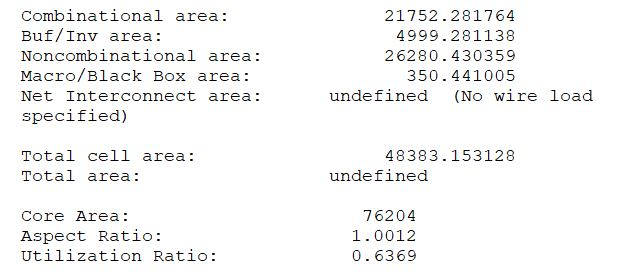 Combinational area: 21752.281764
Buf/Inv area: 4999.281138
Noncombinational area: 26280.430359
Macro/Black Box area: 350.441005
Net Interconnect area: undefined (No wire load
specified)
Total cell area: 48383.153128
Total area: undefined
Core Area: 76204
Aspect Ratio: 1.0012
Utilization Ratio: 0.6369